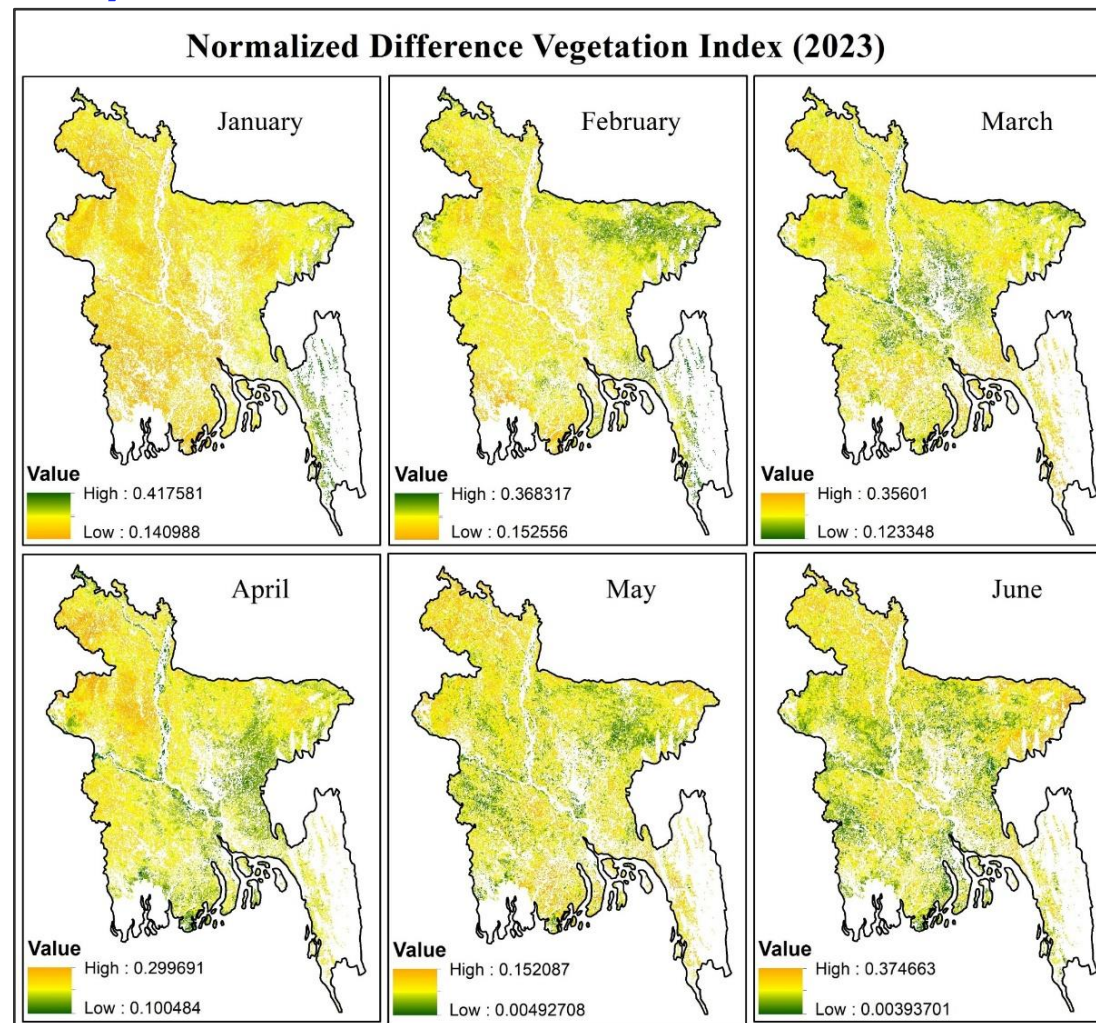 Normalized Difference Vegetation Index (2023)
January
Value
High : 0.417581
Low : 0.140988
February
Value
High : 0.368317
Low : 0.152556
March
Value
High : 0.35601
Low : 0.123348
April
Value
High : 0.299691
Low : 0.100484
May
Value
High : 0.152087
Low : 0.00492708
June
Value
High : 0.374663
Low : 0.00393701